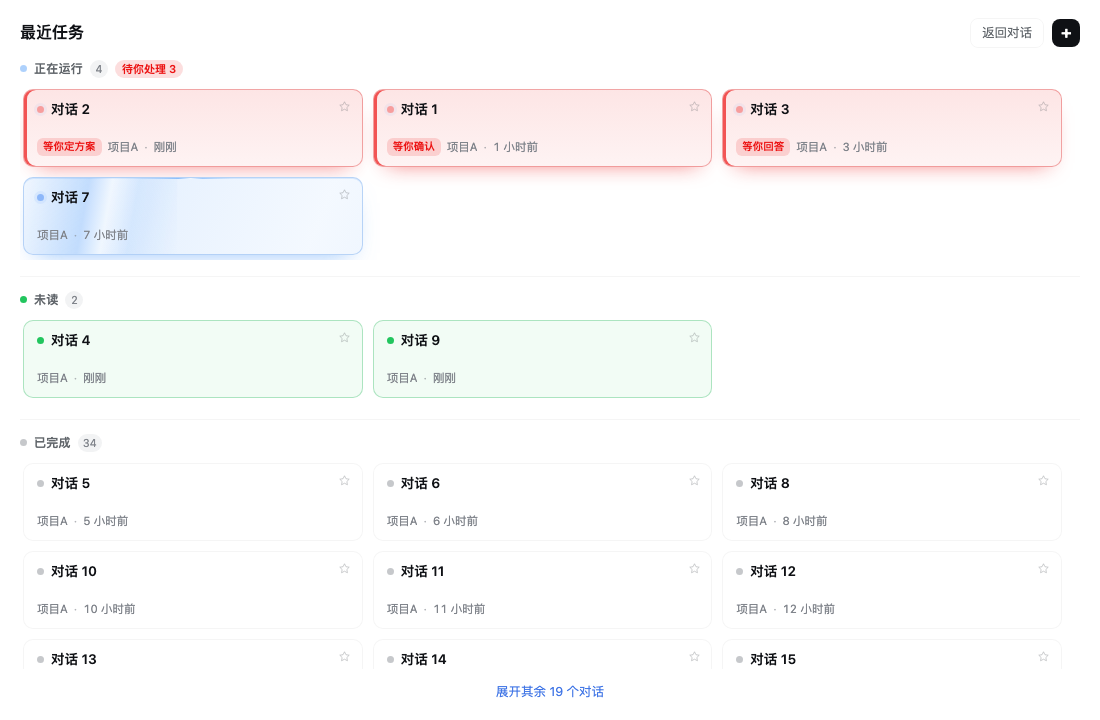 最近任务
返回对话
正在运行 4 待你处理 3
对话 2
等你定方案 项目A · 刚刚
对话 1
等你确认 项目A · 1 小时前
对话 3
等你回答 项目A · 3 小时前
对话 7
项目A · 7 小时前
未读 2
对话 4
项目A · 刚刚
对话 9
项目A · 刚刚
已完成 34
对话 5
项目A · 5 小时前
对话 6
项目A · 6 小时前
对话 8
项目A · 8 小时前
对话 10
项目A · 10 小时前
对话 11
项目A · 11 小时前
对话 12
项目A · 12 小时前
对话 13
对话 14
对话 15
展开其余 19 个对话